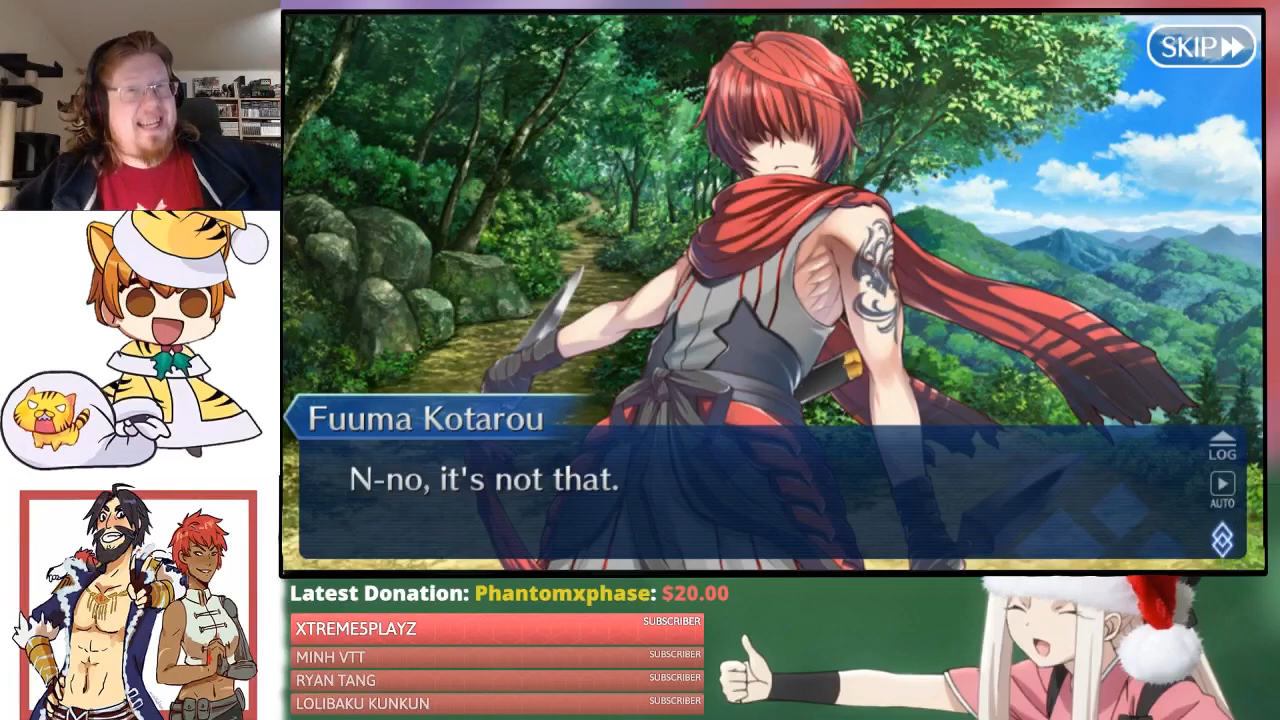 SKIP
Fuuma Kotarou
N-no, it's not that.
LOG
AUTO
Latest Donation: Phantomxphase: $20.00
XTREME5PLAYZ SUBSCRIBER
MINH VTT SUBSCRIBER
RYAN TANG SUBSCRIBER
LOLIBAKU KUNKUN SUBSCRIBER